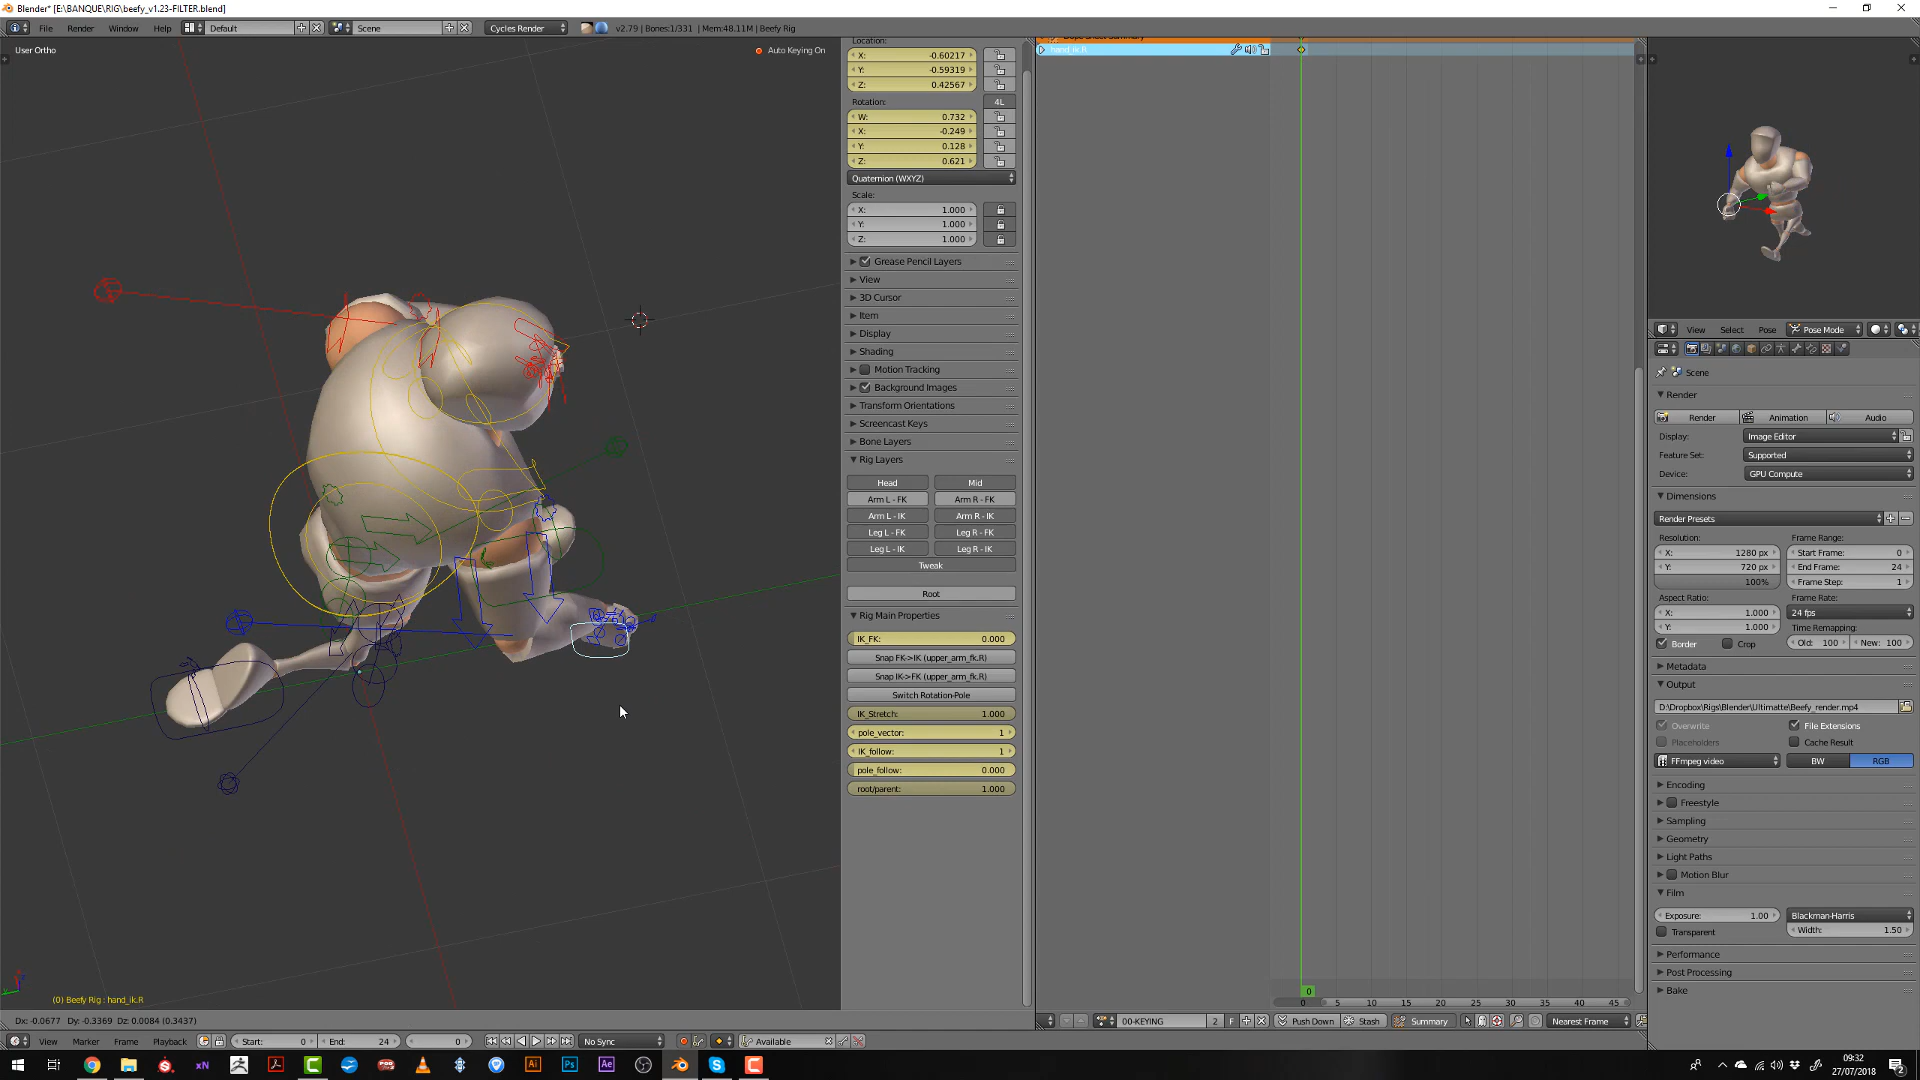 Blender* [E:\BANQUE\RIG\beefy_v1.23-FILTER.blend]
File Render Window Help Default Scene Cycles Render v2.79 | Bones:1/331 | Mem:48.11M | Beefy Rig
User Ortho
Auto Keying On
Location:
X: -0.60217
Y: -0.59319
Z: 0.42567
Rotation: 4L
W: 0.732
X: -0.249
Y: 0.128
Z: 0.621
Quaternion (WXYZ)
Scale:
X: 1.000
Y: 1.000
Z: 1.000
Grease Pencil Layers
View
3D Cursor
Item
Display
Shading
Motion Tracking
Background Images
Transform Orientations
Screencast Keys
Bone Layers
Rig Layers
Head Mid
Arm L - FK Arm R - FK
Arm L - IK Arm R - IK
Leg L - FK Leg R - FK
Leg L - IK Leg R - IK
Tweak
Root
Rig Main Properties
IK_FK: 0.000
Snap FK->IK (upper_arm_fk.R)
Snap IK->FK (upper_arm_fk.R)
Switch Rotation-Pole
IK_Stretch: 1.000
pole_vector: 1
IK_follow: 1
pole_follow: 0.000
root/parent: 1.000
(0) Beefy Rig : hand_ik.R
Dx: -0.0677 Dy: -0.3369 Dz: 0.0084 (0.3437)
View Marker Frame Playback Start: 0 End: 24 0 No Sync Available
Dope Sheet Summary
hand_ik.R
0
0 5 10 15 20 25 30 35 40 45
00-KEYING 2 F Push Down Stash Summary Nearest Frame
View Select Pose Pose Mode
Scene
Render
Render Animation Audio
Display: Image Editor
Feature Set: Supported
Device: GPU Compute
Dimensions
Render Presets
Resolution: Frame Range:
X: 1280 px Start Frame: 0
Y: 720 px End Frame: 24
100% Frame Step: 1
Aspect Ratio: Frame Rate:
X: 1.000 24 fps
Y: 1.000 Time Remapping:
Border Crop Old: 100 New: 100
Metadata
Output
D:\Dropbox\Rigs\Blender\Ultimatte\Beefy_render.mp4
Overwrite File Extensions
Placeholders Cache Result
FFmpeg video BW RGB
Encoding
Freestyle
Sampling
Geometry
Light Paths
Motion Blur
Film
Exposure: 1.00 Blackman-Harris
Transparent Width: 1.50
Performance
Post Processing
Bake
xN Ai Ps Ae
09:32
27/07/2018